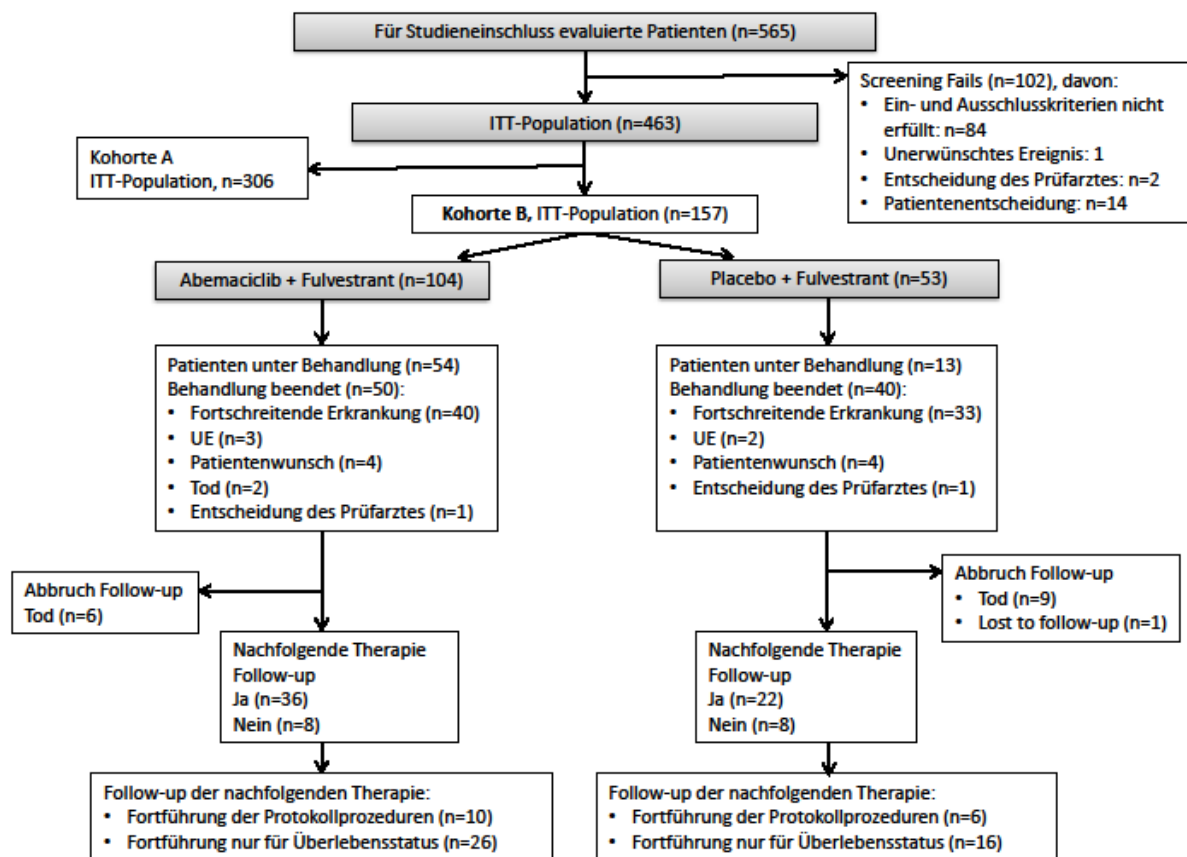 Für Studieneinschluss evaluierte Patienten (n=565)
Screening Fails (n=102), davon:
• Ein- und Ausschlusskriterien nicht
erfüllt: n=84
• Unerwünschtes Ereignis: 1
• Entscheidung des Prüfarztes: n=2
• Patientenentscheidung: n=14
ITT-Population (n=463)
Kohorte A
ITT-Population, n=306
Kohorte B, ITT-Population (n=157)
Abemaciclib + Fulvestrant (n=104)
Placebo + Fulvestrant (n=53)
Patienten unter Behandlung (n=54)
Behandlung beendet (n=50):
• Fortschreitende Erkrankung (n=40)
• UE (n=3)
• Patientenwunsch (n=4)
• Tod (n=2)
• Entscheidung des Prüfarztes (n=1)
Patienten unter Behandlung (n=13)
Behandlung beendet (n=40):
• Fortschreitende Erkrankung (n=33)
• UE (n=2)
• Patientenwunsch (n=4)
• Entscheidung des Prüfarztes (n=1)
Abbruch Follow-up
Tod (n=6)
Abbruch Follow-up
• Tod (n=9)
• Lost to follow-up (n=1)
Nachfolgende Therapie
Follow-up
Ja (n=36)
Nein (n=8)
Nachfolgende Therapie
Follow-up
Ja (n=22)
Nein (n=8)
Follow-up der nachfolgenden Therapie:
• Fortführung der Protokollprozeduren (n=10)
• Fortführung nur für Überlebensstatus (n=26)
Follow-up der nachfolgenden Therapie:
• Fortführung der Protokollprozeduren (n=6)
• Fortführung nur für Überlebensstatus (n=16)